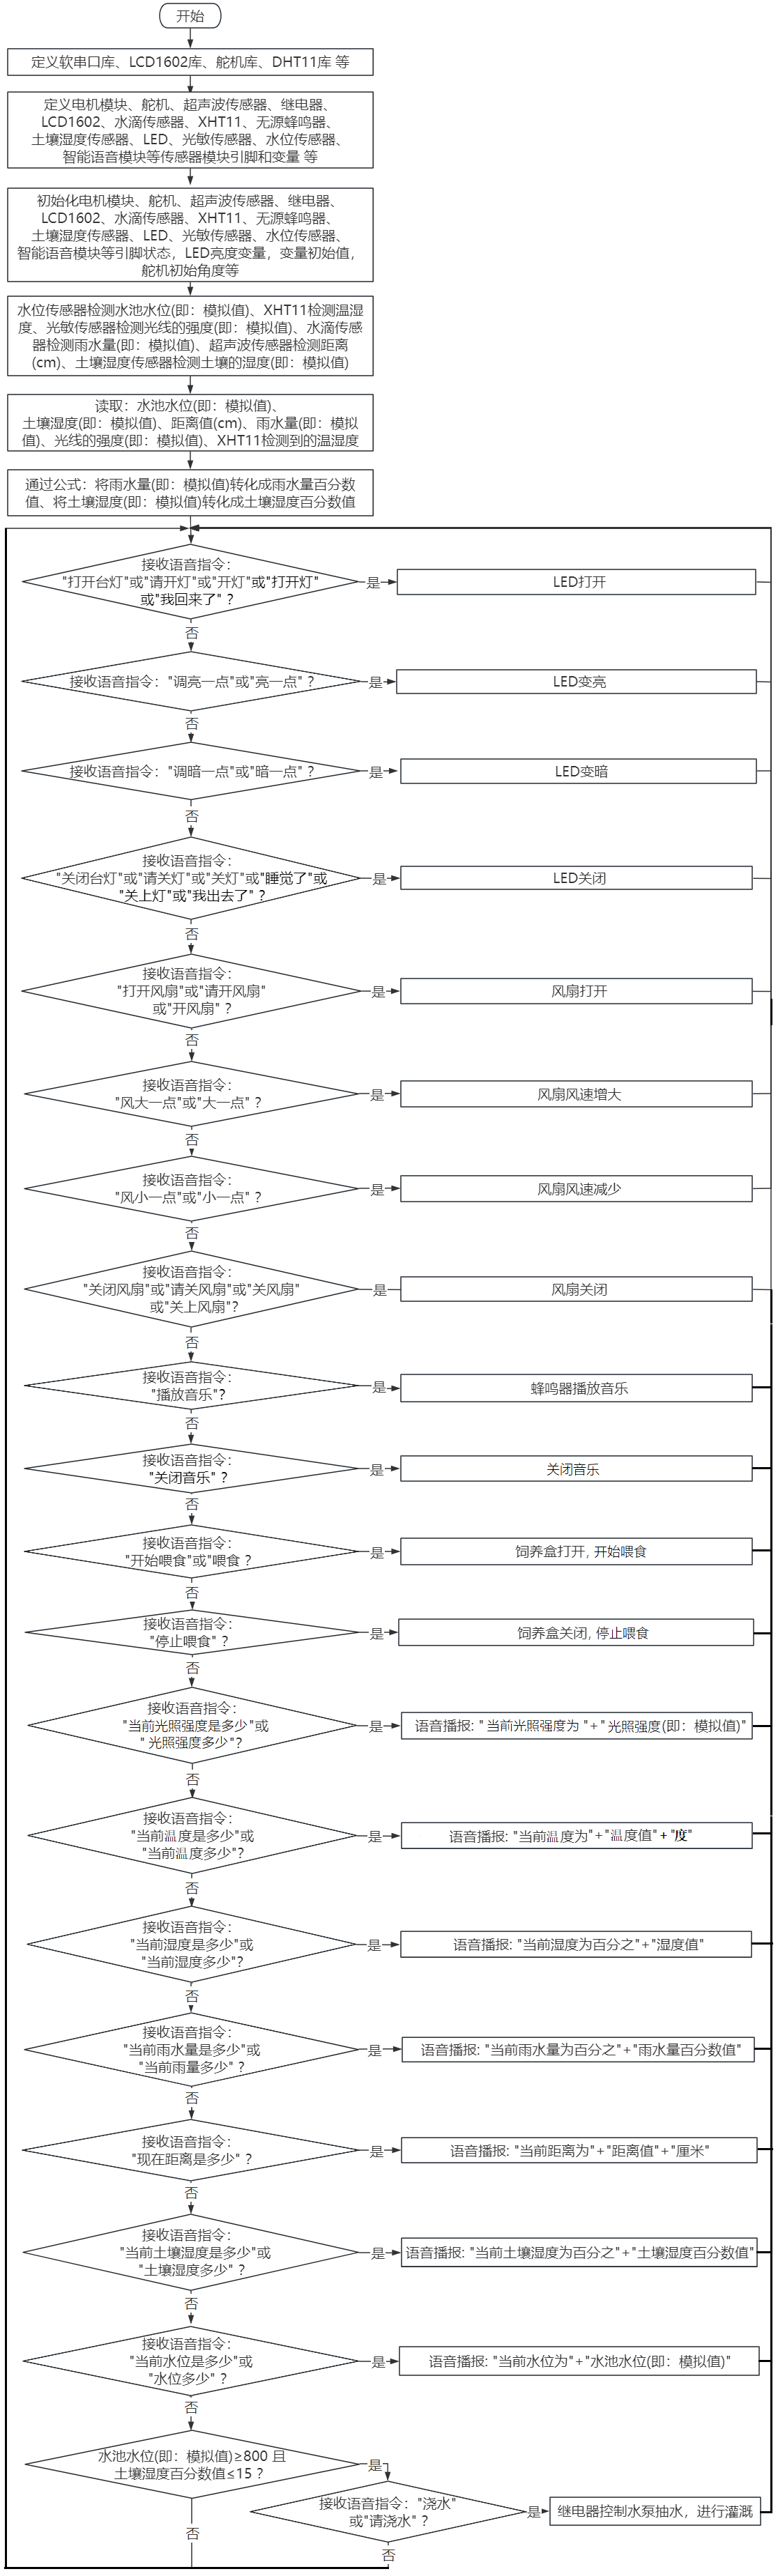 开始
定义软串口库、LCD1602库、舵机库、DHT11库 等
定义电机模块、舵机、超声波传感器、继电器、
LCD1602、水滴传感器、XHT11、无源蜂鸣器、
土壤湿度传感器、LED、光敏传感器、水位传感器、
智能语音模块等传感器模块引脚和变量 等
初始化电机模块、舵机、超声波传感器、继电器、
LCD1602、水滴传感器、XHT11、无源蜂鸣器、
土壤湿度传感器、LED、光敏传感器、水位传感器、
智能语音模块等引脚状态，LED亮度变量，变量初始值，
舵机初始角度等
水位传感器检测水池水位(即：模拟值)、XHT11检测温湿
度、光敏传感器检测光线的强度(即：模拟值)、水滴传感
器检测雨水量(即：模拟值)、超声波传感器检测距离
(cm)、土壤湿度传感器检测土壤的湿度(即：模拟值)
读取：水池水位(即：模拟值)、
土壤湿度(即：模拟值)、距离值(cm)、雨水量(即：模拟
值)、光线的强度(即：模拟值)、XHT11检测到的温湿度
通过公式：将雨水量(即：模拟值)转化成雨水量百分数
值、将土壤湿度(即：模拟值)转化成土壤湿度百分数值
接收语音指令：
"打开台灯"或"请开灯"或"开灯"或"打开灯"
或"我回来了" ？
是
LED打开
否
接收语音指令："调亮一点"或"亮一点" ？
是
LED变亮
否
接收语音指令："调暗一点"或"暗一点" ？
是
LED变暗
否
接收语音指令：
"关闭台灯"或"请关灯"或"关灯"或"睡觉了"或
"关上灯"或"我出去了" ？
是
LED关闭
否
接收语音指令：
"打开风扇"或"请开风扇"
或"开风扇" ？
是
风扇打开
否
接收语音指令：
"风大一点"或"大一点" ？
是
风扇风速增大
否
接收语音指令：
"风小一点"或"小一点" ？
是
风扇风速减少
否
接收语音指令：
"关闭风扇"或"请关风扇"或"关风扇"
或"关上风扇"？
是
风扇关闭
否
接收语音指令：
"播放音乐"？
是
蜂鸣器播放音乐
否
接收语音指令：
"关闭音乐" ？
是
关闭音乐
否
接收语音指令：
"开始喂食"或"喂食 ？
是
饲养盒打开, 开始喂食
否
接收语音指令：
"停止喂食" ？
是
饲养盒关闭, 停止喂食
否
接收语音指令：
"当前光照强度是多少"或
" 光照强度多少"？
是
语音播报: " 当前光照强度为 "+" 光照强度(即：模拟值)"
否
接收语音指令：
"当前温度是多少"或
"当前温度多少"？
是
语音播报: "当前温度为"+"温度值"+"度"
否
接收语音指令：
"当前湿度是多少"或
"当前湿度多少"？
是
语音播报: "当前湿度为百分之"+"湿度值"
否
接收语音指令：
"当前雨水量是多少"或
"当前雨量多少" ？
是
语音播报: "当前雨水量为百分之"+"雨水量百分数值"
否
接收语音指令：
"现在距离是多少" ？
是
语音播报: "当前距离为"+"距离值"+"厘米"
否
接收语音指令：
"当前土壤湿度是多少"或
"土壤湿度多少" ？
是
语音播报: "当前土壤湿度为百分之"+"土壤湿度百分数值"
否
接收语音指令：
"当前水位是多少"或
"水位多少" ？
是
语音播报: "当前水位为"+"水池水位(即：模拟值)"
否
水池水位(即：模拟值)≥800 且
土壤湿度百分数值≤15 ？
是
接收语音指令："浇水"
或"请浇水" ？
是
继电器控制水泵抽水，进行灌溉
否
否